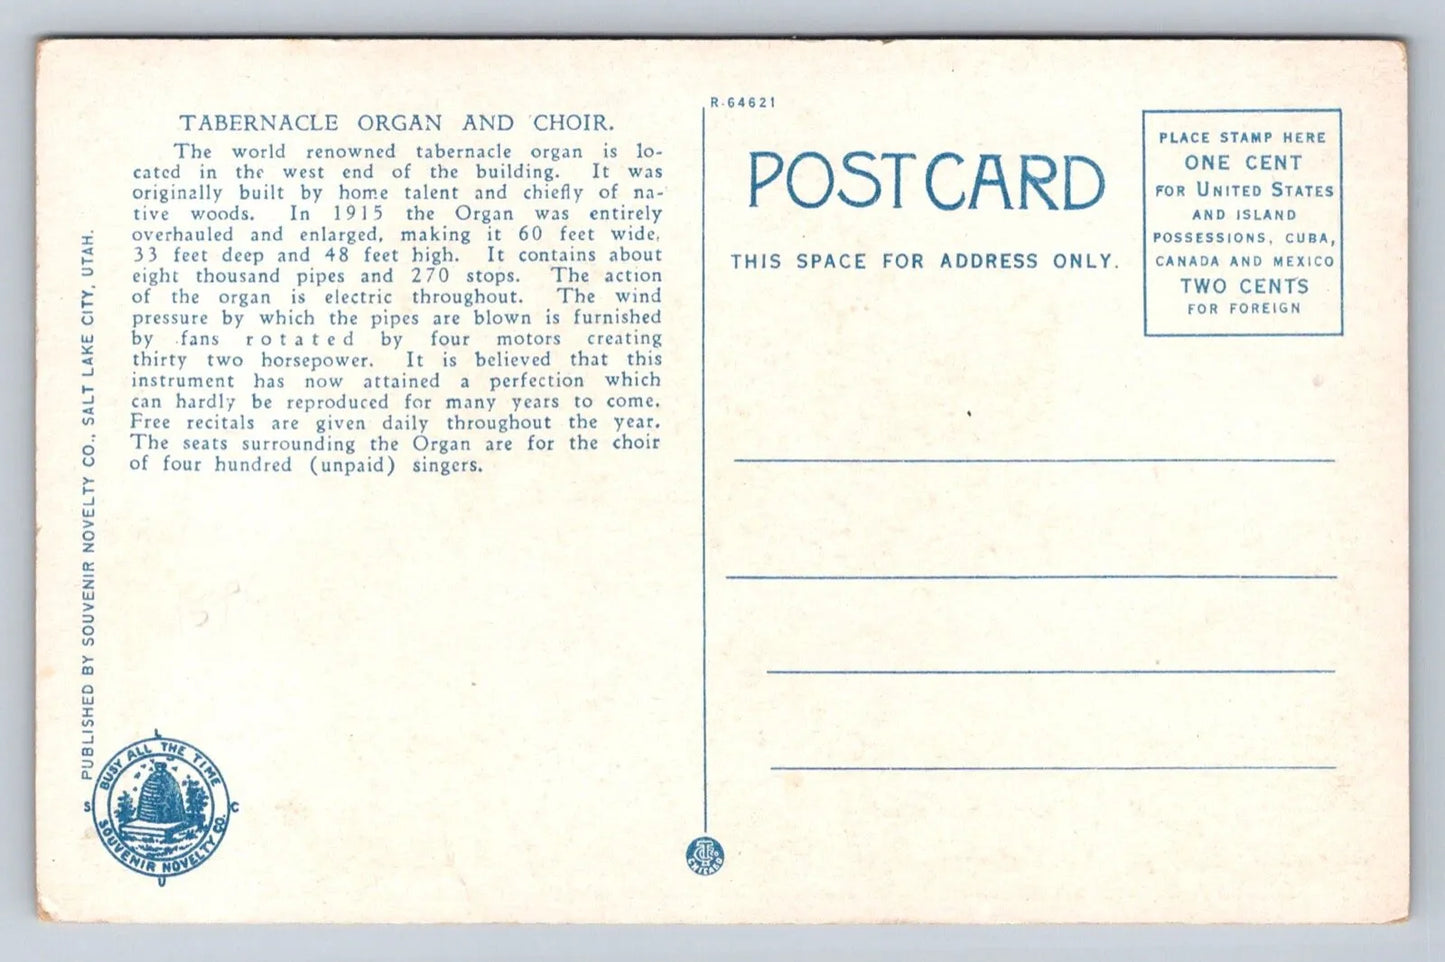 TABERNACLE ORGAN AND CHOIR.
The world renowned tabernacle organ is lo-
cated in the west end of the building. It was
originally built by home talent and chiefly of na-
tive woods. In 1915 the Organ was entirely
overhauled and enlarged, making it 60 feet wide,
33 feet deep and 48 feet high. It contains about
eight thousand pipes and 270 stops. The action
of the organ is electric throughout. The wind
pressure by which the pipes are blown is furnished
by fans rotated by four motors creating
thirty two horsepower. It is believed that this
instrument has now attained a perfection which
can hardly be reproduced for many years to come.
Free recitals are given daily throughout the year.
The seats surrounding the Organ are for the choir
of four hundred (unpaid) singers.
PUBLISHED BY SOUVENIR NOVELTY CO., SALT LAKE CITY, UTAH.
L
BUSY ALL THE TIME
S C
SOUVENIR NOVELTY CO.
U
R-64621
POSTCARD
THIS SPACE FOR ADDRESS ONLY.
PLACE STAMP HERE
ONE CENT
FOR UNITED STATES
AND ISLAND
POSSESSIONS, CUBA,
CANADA AND MEXICO
TWO CENTS
FOR FOREIGN
CHICAGO